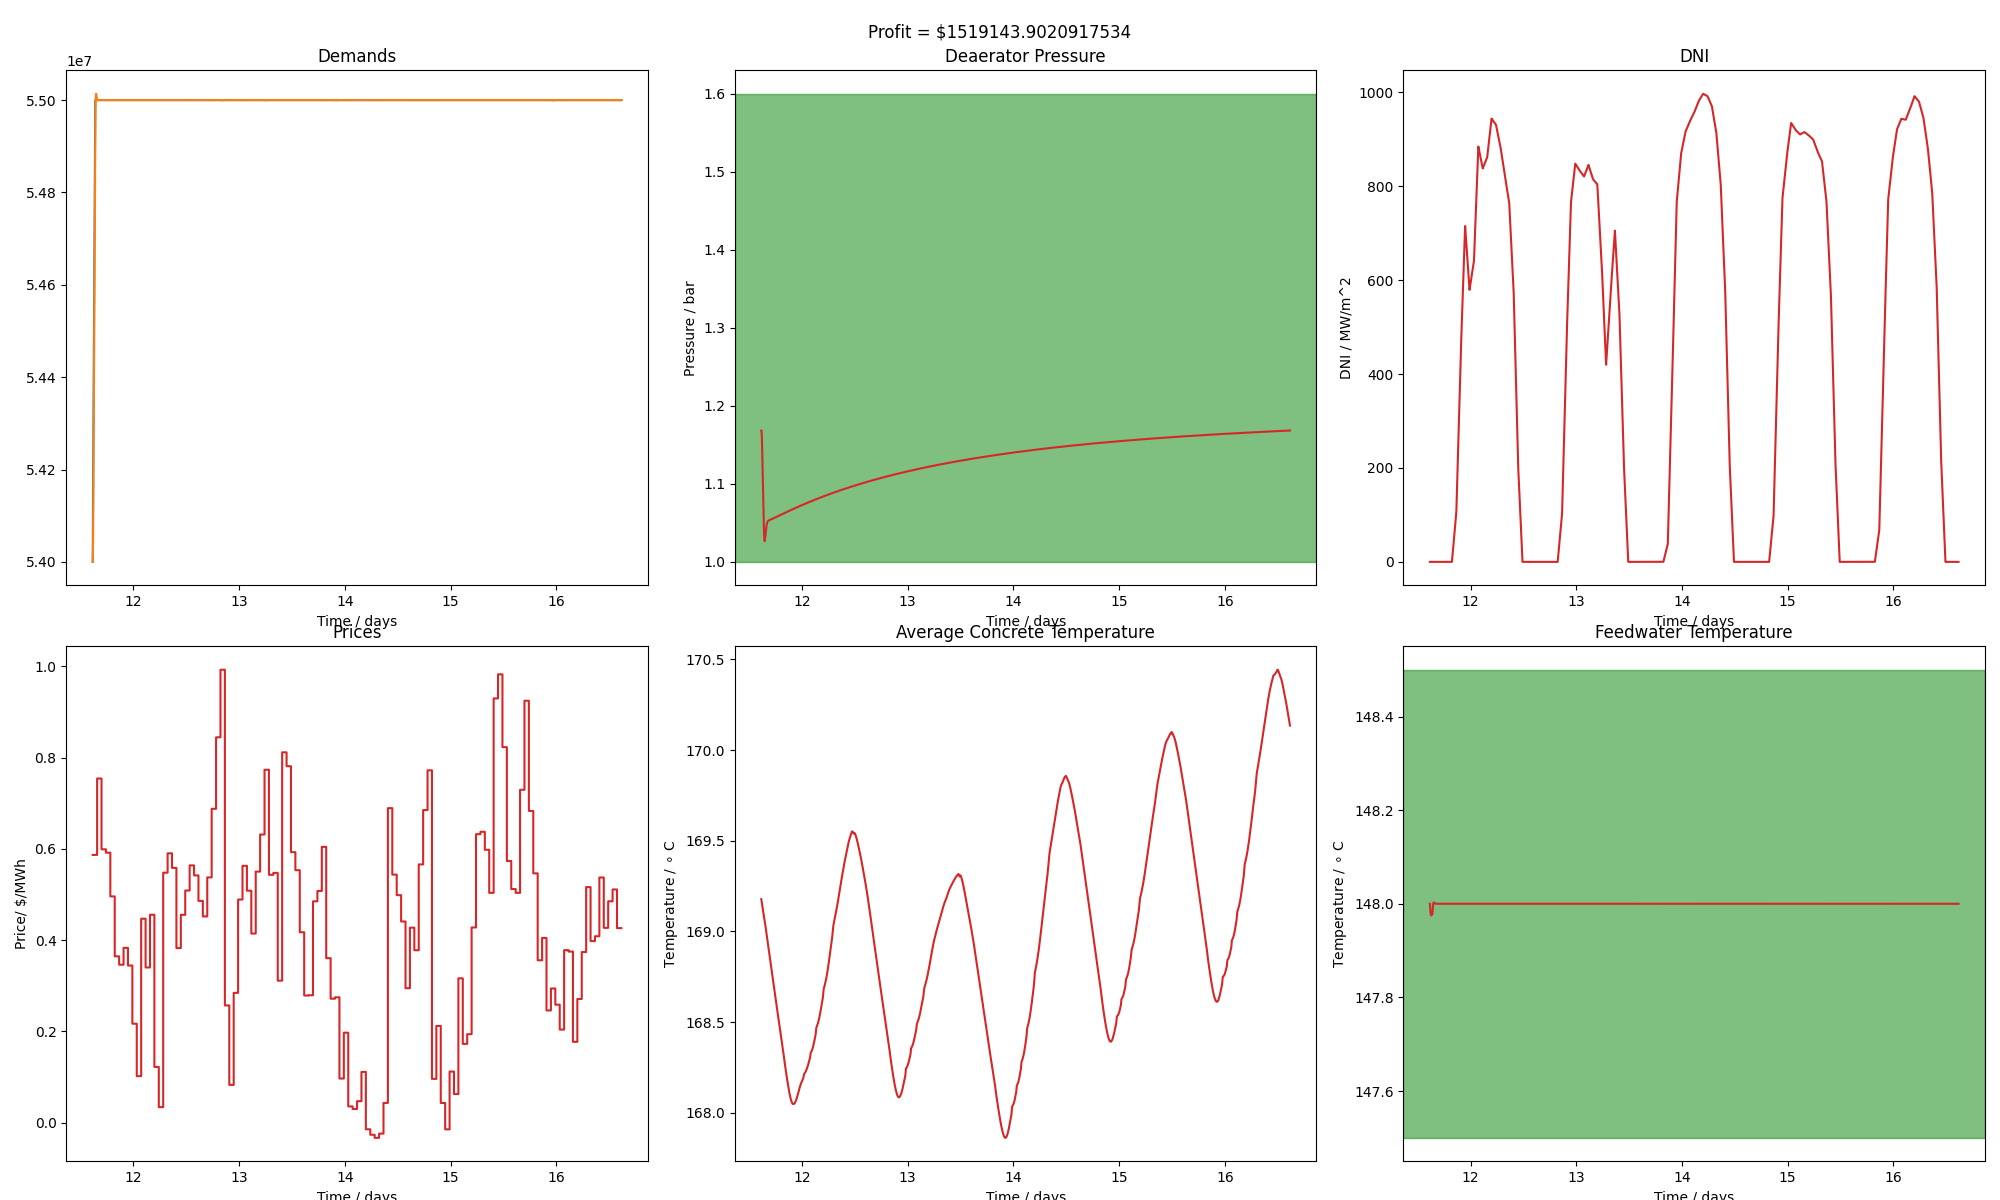 Profit = $1519143.9020917534
Demands
1e7
5.50
5.48
5.46
5.44
5.42
5.40
12 13 14 15 16
Time / days
Deaerator Pressure
Pressure / bar
1.6
1.5
1.4
1.3
1.2
1.1
1.0
12 13 14 15 16
Time / days
DNI
DNI / MW/m^2
1000
800
600
400
200
0
12 13 14 15 16
Time / days
Prices
Price/ $/MWh
1.0
0.8
0.6
0.4
0.2
0.0
12 13 14 15 16
Time / days
Average Concrete Temperature
Temperature / ∘ C
170.5
170.0
169.5
169.0
168.5
168.0
12 13 14 15 16
Time / days
Feedwater Temperature
Temperature / ∘ C
148.4
148.2
148.0
147.8
147.6
12 13 14 15 16
Time / days